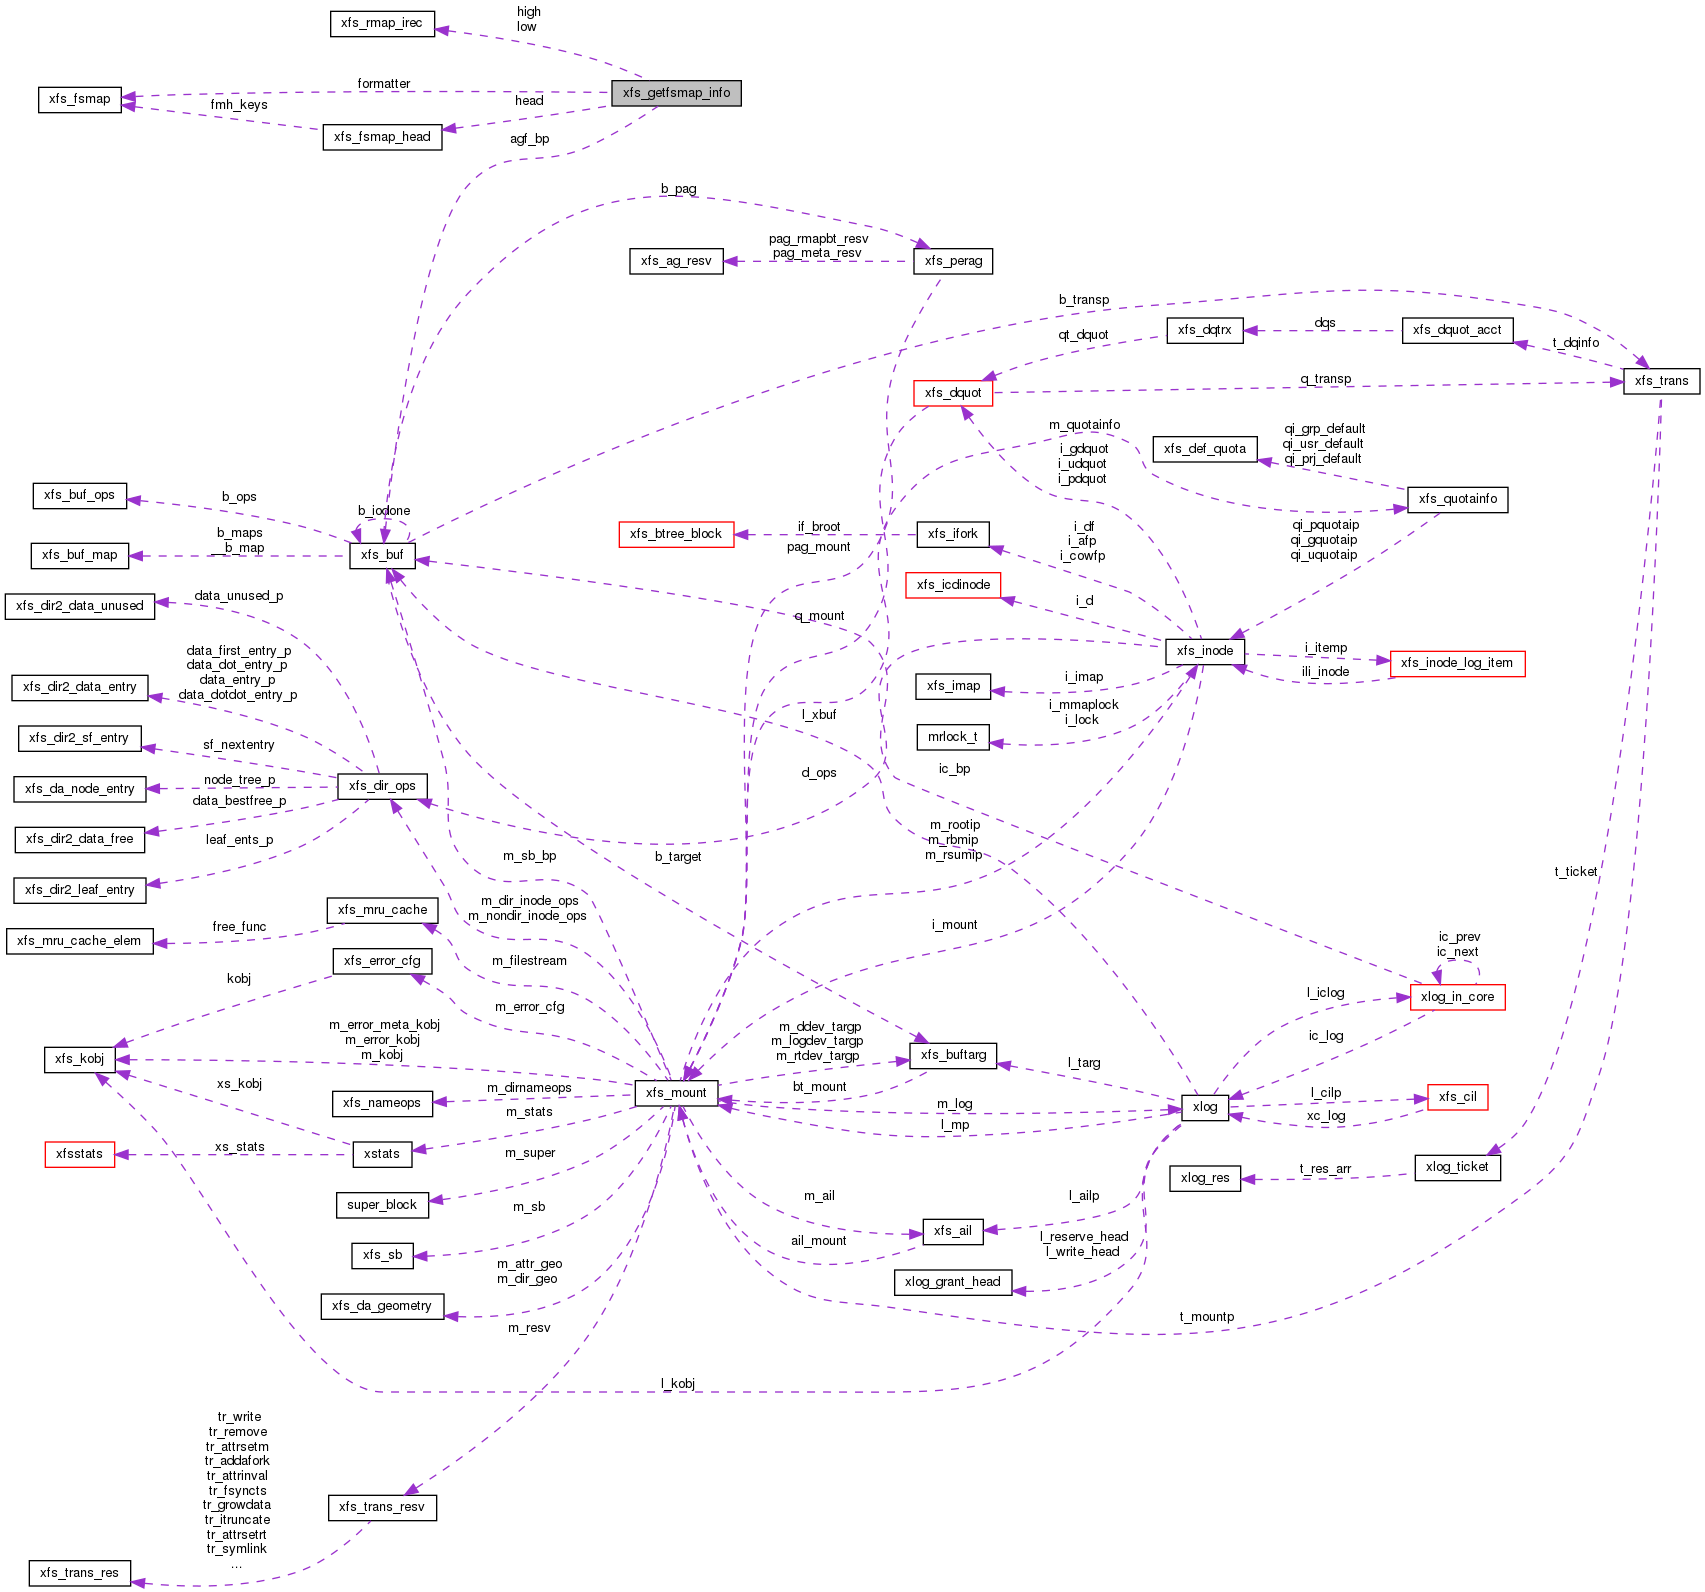 high
low
xfs_rmap_irec
xfs_getfsmap_info
formatter
xfs_fsmap
fmh_keys
head
xfs_fsmap_head
agf_bp
b_pag
pag_rmapbt_resv
pag_meta_resv
xfs_ag_resv
xfs_perag
b_transp
xfs_dqtrx
dqs
xfs_dquot_acct
qt_dquot
t_dqinfo
xfs_dquot
q_transp
xfs_trans
m_quotainfo
i_gdquot
i_udquot
i_pdquot
xfs_def_quota
qi_grp_default
qi_usr_default
qi_prj_default
xfs_quotainfo
xfs_buf_ops
b_ops
b_iodone
b_maps
__b_map
xfs_buf_map
xfs_buf
xfs_btree_block
if_broot
xfs_ifork
pag_mount
i_df
i_afp
i_cowfp
qi_pquotaip
qi_gquotaip
qi_uquotaip
xfs_dir2_data_unused
data_unused_p
xfs_icdinode
i_d
q_mount
xfs_inode
i_itemp
xfs_inode_log_item
ili_inode
data_first_entry_p
data_dot_entry_p
data_entry_p
data_dotdot_entry_p
xfs_dir2_data_entry
xfs_imap
i_imap
i_mmaplock
i_lock
mrlock_t
l_xbuf
xfs_dir2_sf_entry
sf_nextentry
d_ops
ic_bp
xfs_da_node_entry
node_tree_p
xfs_dir_ops
data_bestfree_p
xfs_dir2_data_free
leaf_ents_p
m_rootip
m_rbmip
m_rsumip
m_sb_bp
b_target
xfs_dir2_leaf_entry
t_ticket
xfs_mru_cache
m_dir_inode_ops
m_nondir_inode_ops
free_func
xfs_mru_cache_elem
i_mount
ic_prev
ic_next
xfs_error_cfg
m_filestream
kobj
m_error_cfg
l_iclog
xlog_in_core
m_error_meta_kobj
m_error_kobj
m_kobj
m_ddev_targp
m_logdev_targp
m_rtdev_targp
ic_log
xfs_kobj
xfs_buftarg
l_targ
xs_kobj
m_dirnameops
xfs_nameops
xfs_mount
bt_mount
m_log
xlog
l_cilp
xfs_cil
xc_log
m_stats
l_mp
xfsstats
xs_stats
xstats
m_super
xlog_ticket
t_res_arr
xlog_res
super_block
m_sb
m_ail
l_ailp
xfs_ail
ail_mount
l_reserve_head
l_write_head
xfs_sb
m_attr_geo
m_dir_geo
xlog_grant_head
xfs_da_geometry
m_resv
t_mountp
l_kobj
tr_write
tr_remove
tr_attrsetm
tr_addafork
tr_attrinval
tr_fsyncts
tr_growdata
tr_itruncate
tr_attrsetrt
tr_symlink
...
xfs_trans_resv
xfs_trans_res